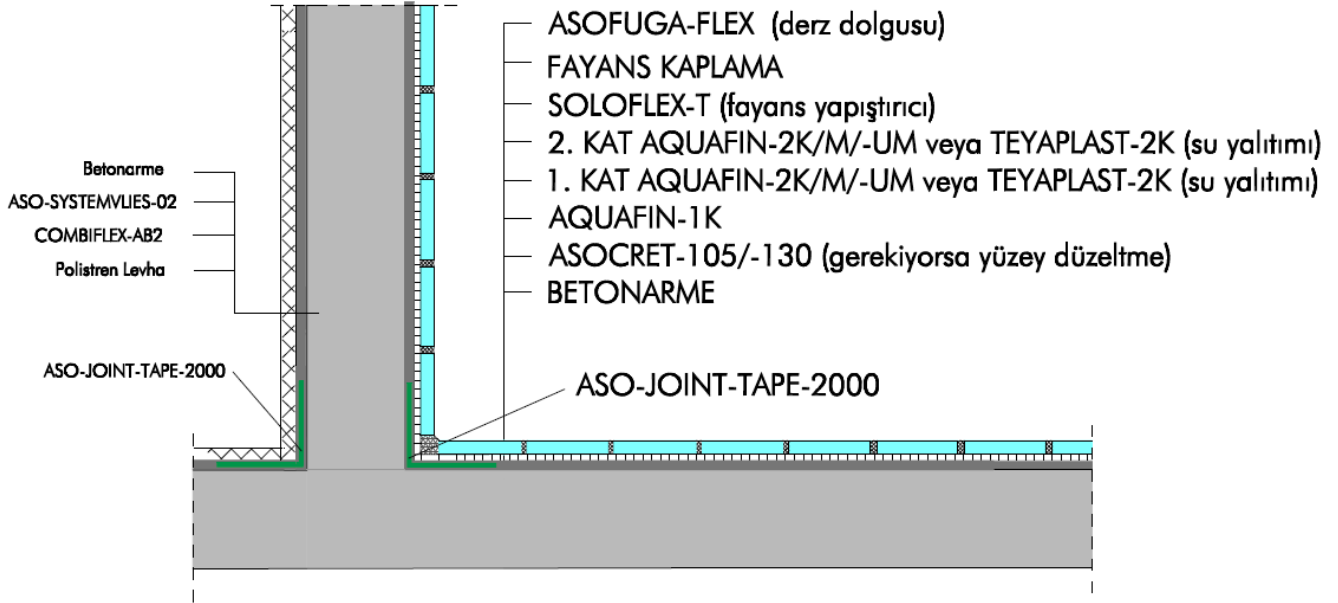 ASOFUGA-FLEX (derz dolgusu)
FAYANS KAPLAMA
SOLOFLEX-T (fayans yapıştırıcı)
2. KAT AQUAFIN-2K/M/-UM veya TEYAPLAST-2K (su yalıtımı)
1. KAT AQUAFIN-2K/M/-UM veya TEYAPLAST-2K (su yalıtımı)
AQUAFIN-1K
ASOCRET-105/-130 (gerekiyorsa yüzey düzeltme)
BETONARME
Betonarme
ASO-SYSTEMVLIES-02
COMBIFLEX-AB2
Polistren Levha
ASO-JOINT-TAPE-2000
ASO-JOINT-TAPE-2000